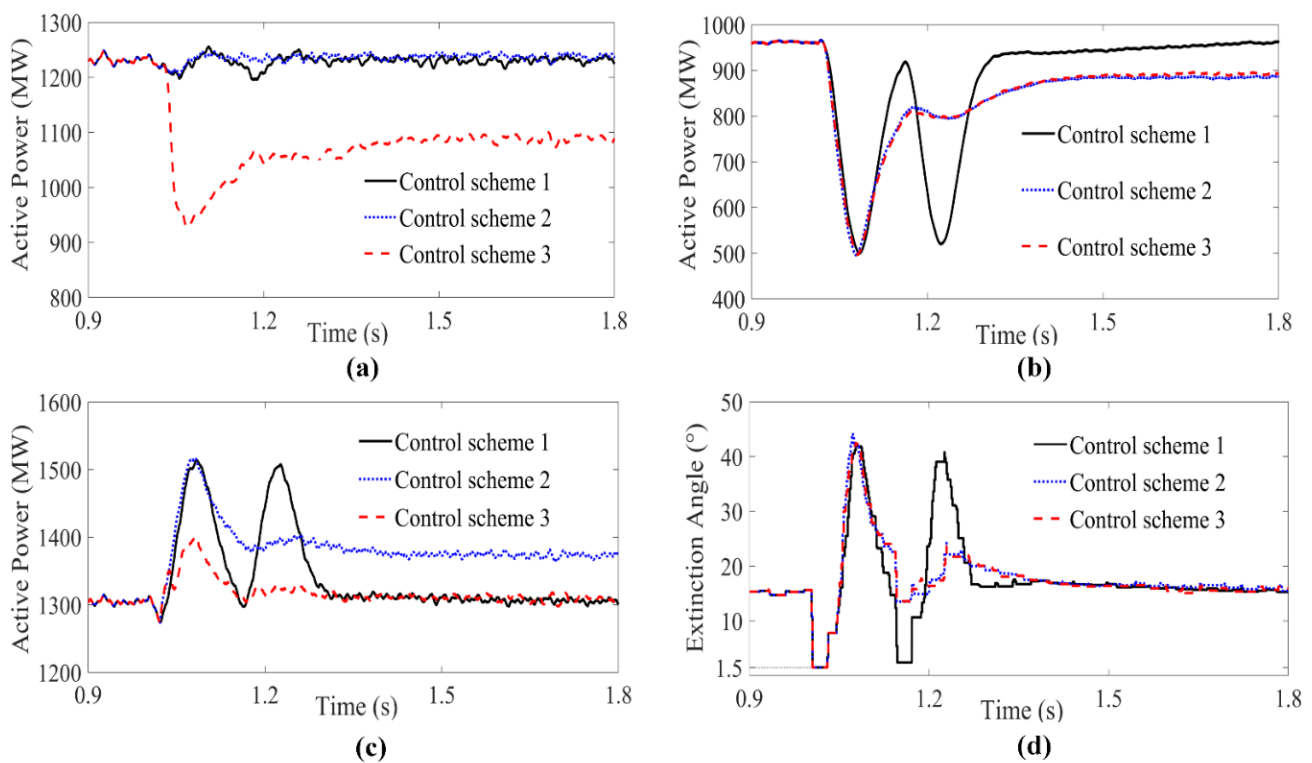 1300
1200
1100
1000
900
800
Active Power (MW)
Control scheme 1
Control scheme 2
Control scheme 3
0.9
1.2
1.5
1.8
Time (s)
(a)
1000
900
800
700
600
500
400
Active Power (MW)
Control scheme 1
Control scheme 2
Control scheme 3
0.9
1.2
1.5
1.8
Time (s)
(b)
1600
1500
1400
1300
1200
Active Power (MW)
Control scheme 1
Control scheme 2
Control scheme 3
0.9
1.2
1.5
1.8
Time (s)
(c)
50
40
30
20
10
1.5
Extinction Angle (°)
Control scheme 1
Control scheme 2
Control scheme 3
0.9
1.2
1.5
1.8
Time (s)
(d)